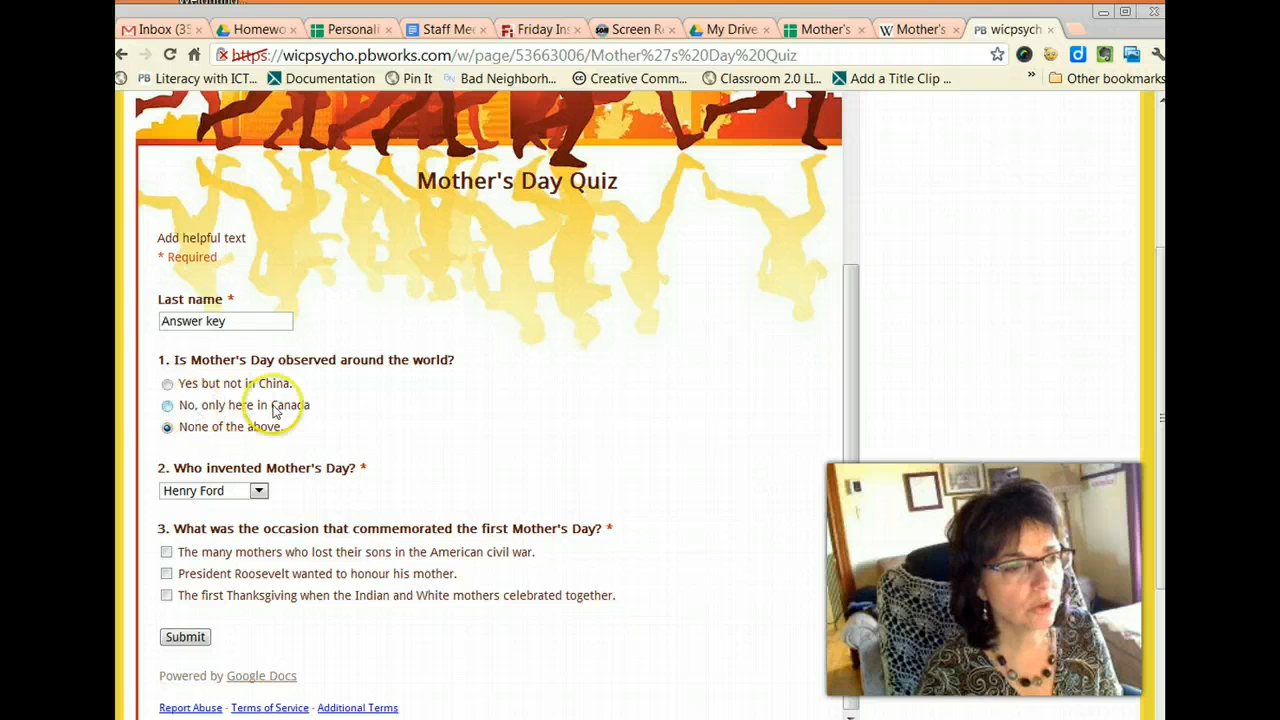 Inbox (35
Homewo
Personali
Staff Mee
Friday Ins
Screen R
My Drive
Mother's
Mother's
wicpsycho
https://wicpsycho.pbworks.com/w/page/53663006/Mother%27s%20Day%20Quiz
Literacy with ICT...
Documentation
Pin It
Bad Neighborh...
Creative Comm...
Classroom 2.0 LI...
Add a Title Clip ...
»
Other bookmarks
Mother's Day Quiz
Add helpful text
* Required
Last name *
Answer key
1. Is Mother's Day observed around the world?
Yes but not in China.
No, only here in Canada
None of the above.
2. Who invented Mother's Day? *
Henry Ford
3. What was the occasion that commemorated the first Mother's Day? *
The many mothers who lost their sons in the American civil war.
President Roosevelt wanted to honour his mother.
The first Thanksgiving when the Indian and White mothers celebrated together.
Submit
Powered by Google Docs
Report Abuse - Terms of Service - Additional Terms